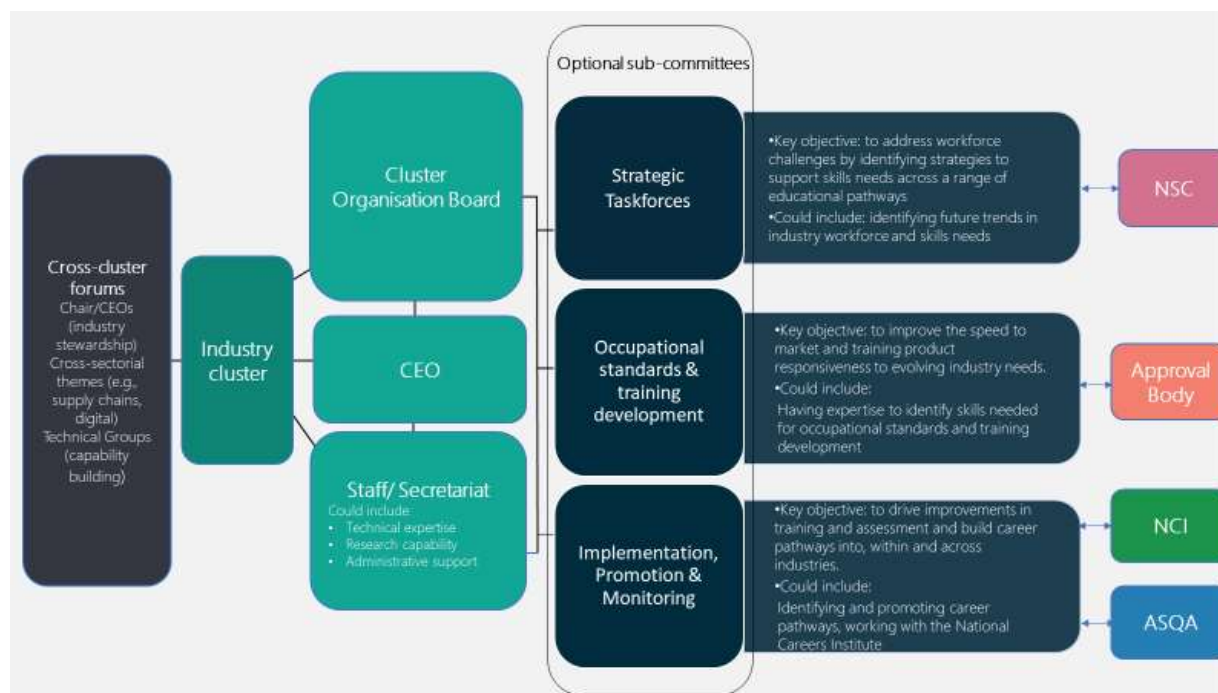 Cross-cluster
forums
Chair/CEOs
(industry
stewardship)
Cross-sectorial
themes (e.g.,
supply chains,
digital)
Technical Groups
(capability
building)
Industry
cluster
Cluster
Organisation Board
CEO
Staff/ Secretariat
Could include:
• Technical expertise
• Research capability
• Administrative support
Optional sub-committees
Strategic
Taskforces
•Key objective: to address workforce
challenges by identifying strategies to
support skills needs across a range of
educational pathways
•Could include: identifying future trends in
industry workforce and skills needs
NSC
Occupational
standards &
training
development
•Key objective: to improve the speed to
market and training product
responsiveness to evolving industry needs.
•Could include:
Having expertise to identify skills needed
for occupational standards and training
development
Approval
Body
Implementation,
Promotion &
Monitoring
•Key objective: to drive improvements in
training and assessment and build career
pathways into, within and across
industries.
•Could include:
Identifying and promoting career
pathways, working with the National
Careers Institute
NCI
ASQA